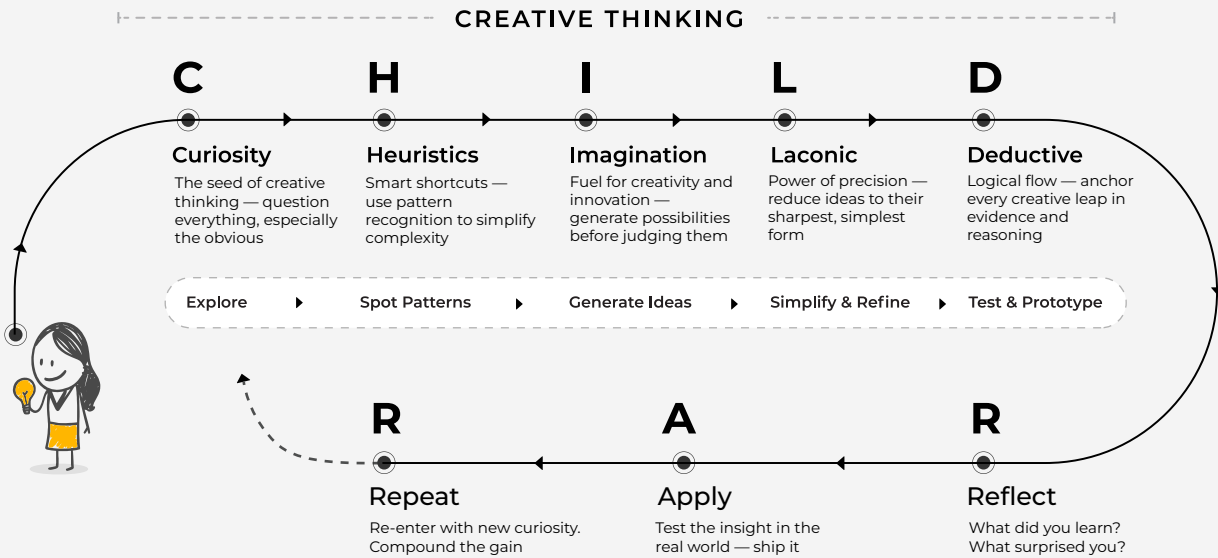 CREATIVE THINKING
C
H
I
L
D
Curiosity
The seed of creative
thinking — question
everything, especially
the obvious
Heuristics
Smart shortcuts —
use pattern
recognition to simplify
complexity
Imagination
Fuel for creativity and
innovation —
generate possibilities
before judging them
Laconic
Power of precision —
reduce ideas to their
sharpest, simplest
form
Deductive
Logical flow — anchor
every creative leap in
evidence and
reasoning
Explore
Spot Patterns
Generate Ideas
Simplify & Refine
Test & Prototype
R
A
R
Repeat
Re-enter with new curiosity.
Compound the gain
Apply
Test the insight in the
real world — ship it
Reflect
What did you learn?
What surprised you?